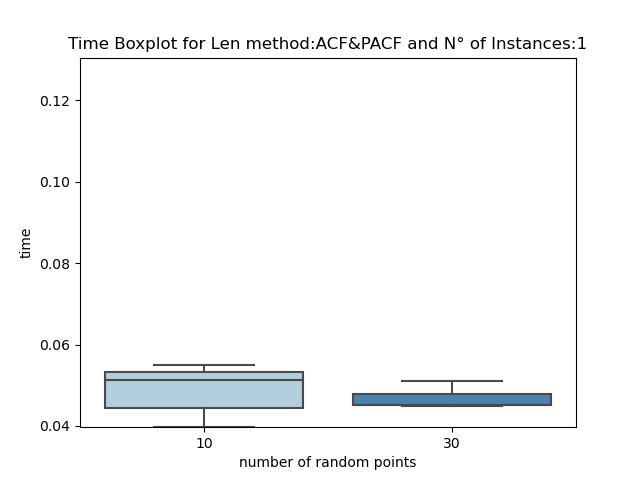 Time Boxplot for Len method:ACF&PACF and N° of Instances:1
0.12
0.10
0.08
0.06
0.04
time
10
30
number of random points